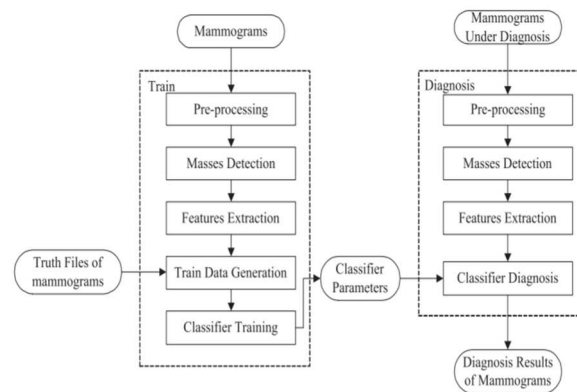 Mammograms
Train
Pre-processing
Masses Detection
Features Extraction
Truth Files of
mammograms
Train Data Generation
Classifier Training
Classifier
Parameters
Mammograms
Under Diagnosis
Diagnosis
Pre-processing
Masses Detection
Features Extraction
Classifier Diagnosis
Diagnosis Results
of Mammograms